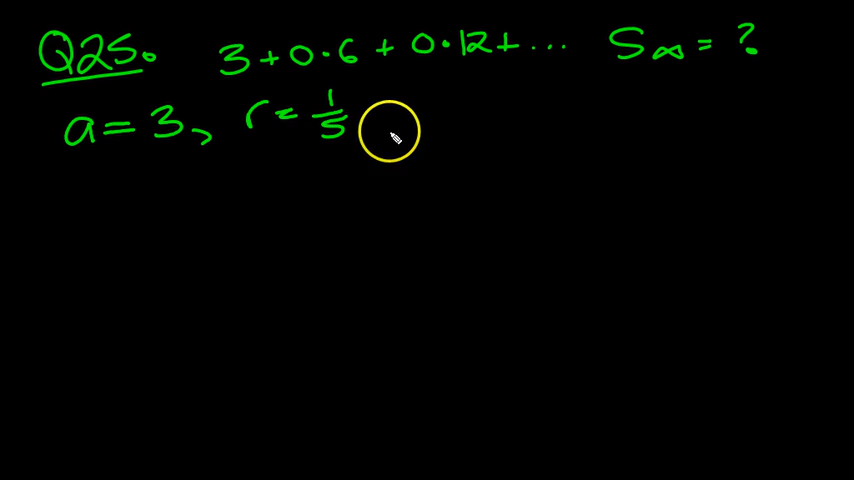 Q25. 3 + 0.6 + 0.12 + ... S∞ = ?
a = 3, r = 1/5